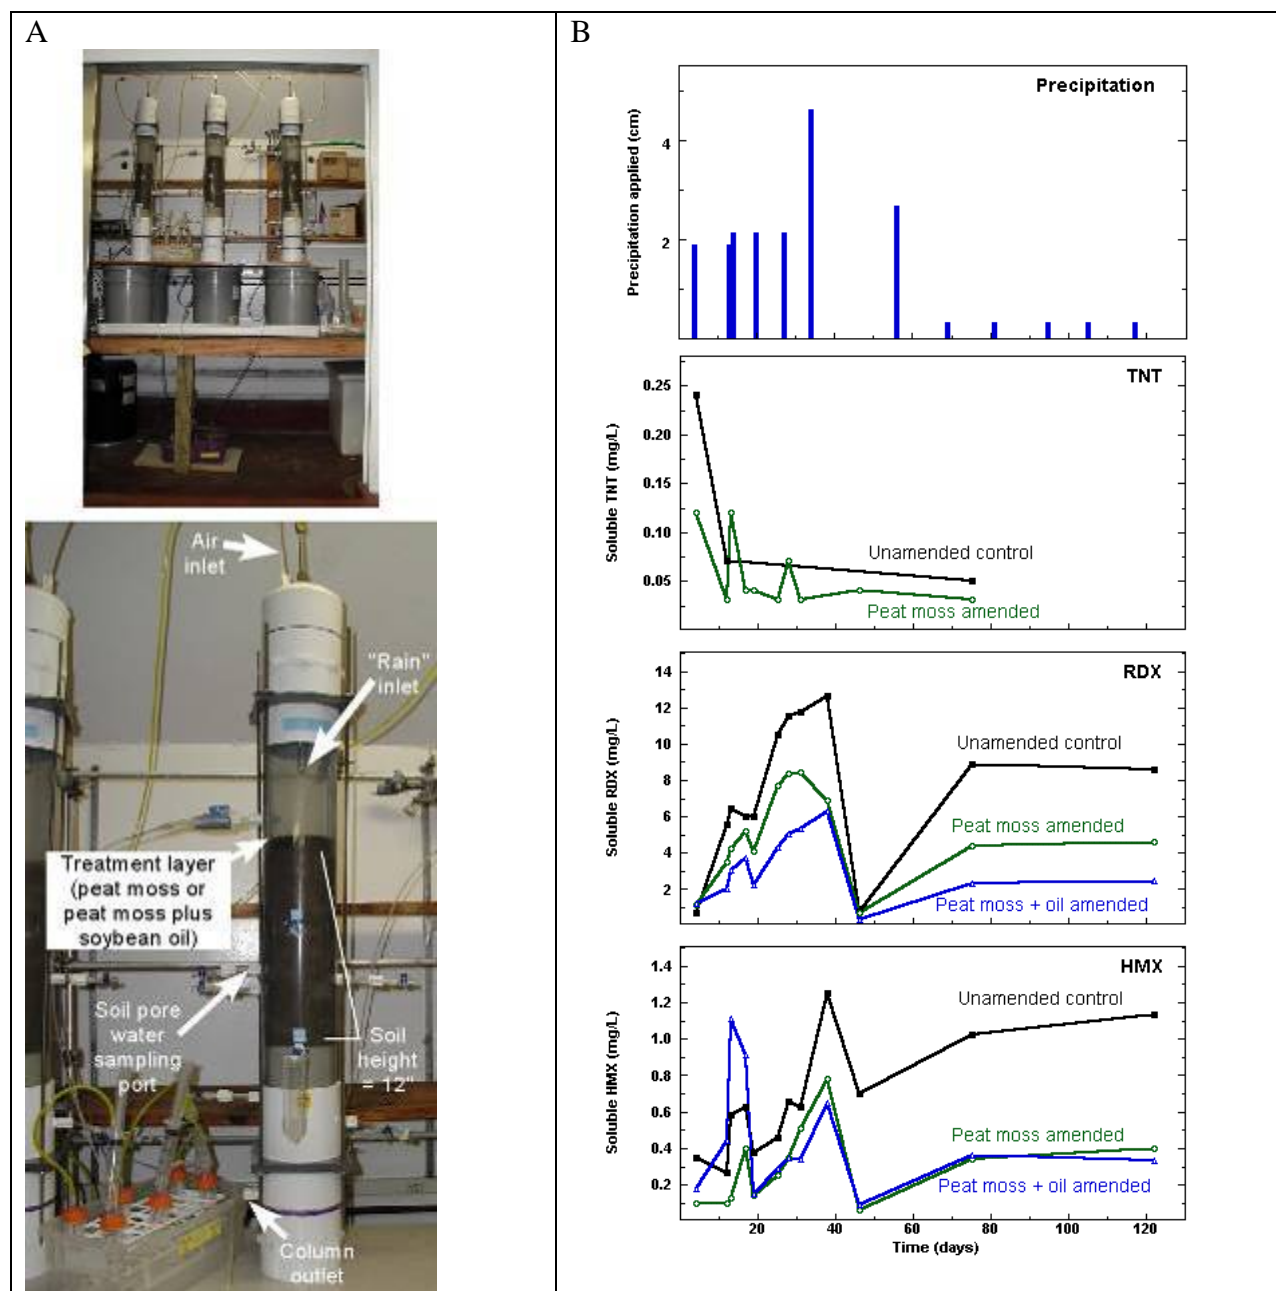 A
Air
inlet
"Rain"
inlet
Treatment layer
(peat moss or
peat moss plus
soybean oil)
Soil pore
water
sampling
port
Soil
height
= 12"
Column
outlet
B
Precipitation
Precipitation applied (cm)
4
2
TNT
Soluble TNT (mg/L)
0.25
0.20
0.15
0.10
0.05
Unamended control
Peat moss amended
RDX
Soluble RDX (mg/L)
14
12
10
8
6
4
2
Unamended control
Peat moss amended
Peat moss + oil amended
HMX
Soluble HMX (mg/L)
1.4
1.2
1.0
0.8
0.6
0.4
0.2
Unamended control
Peat moss amended
Peat moss + oil amended
20 40 60 80 100 120
Time (days)